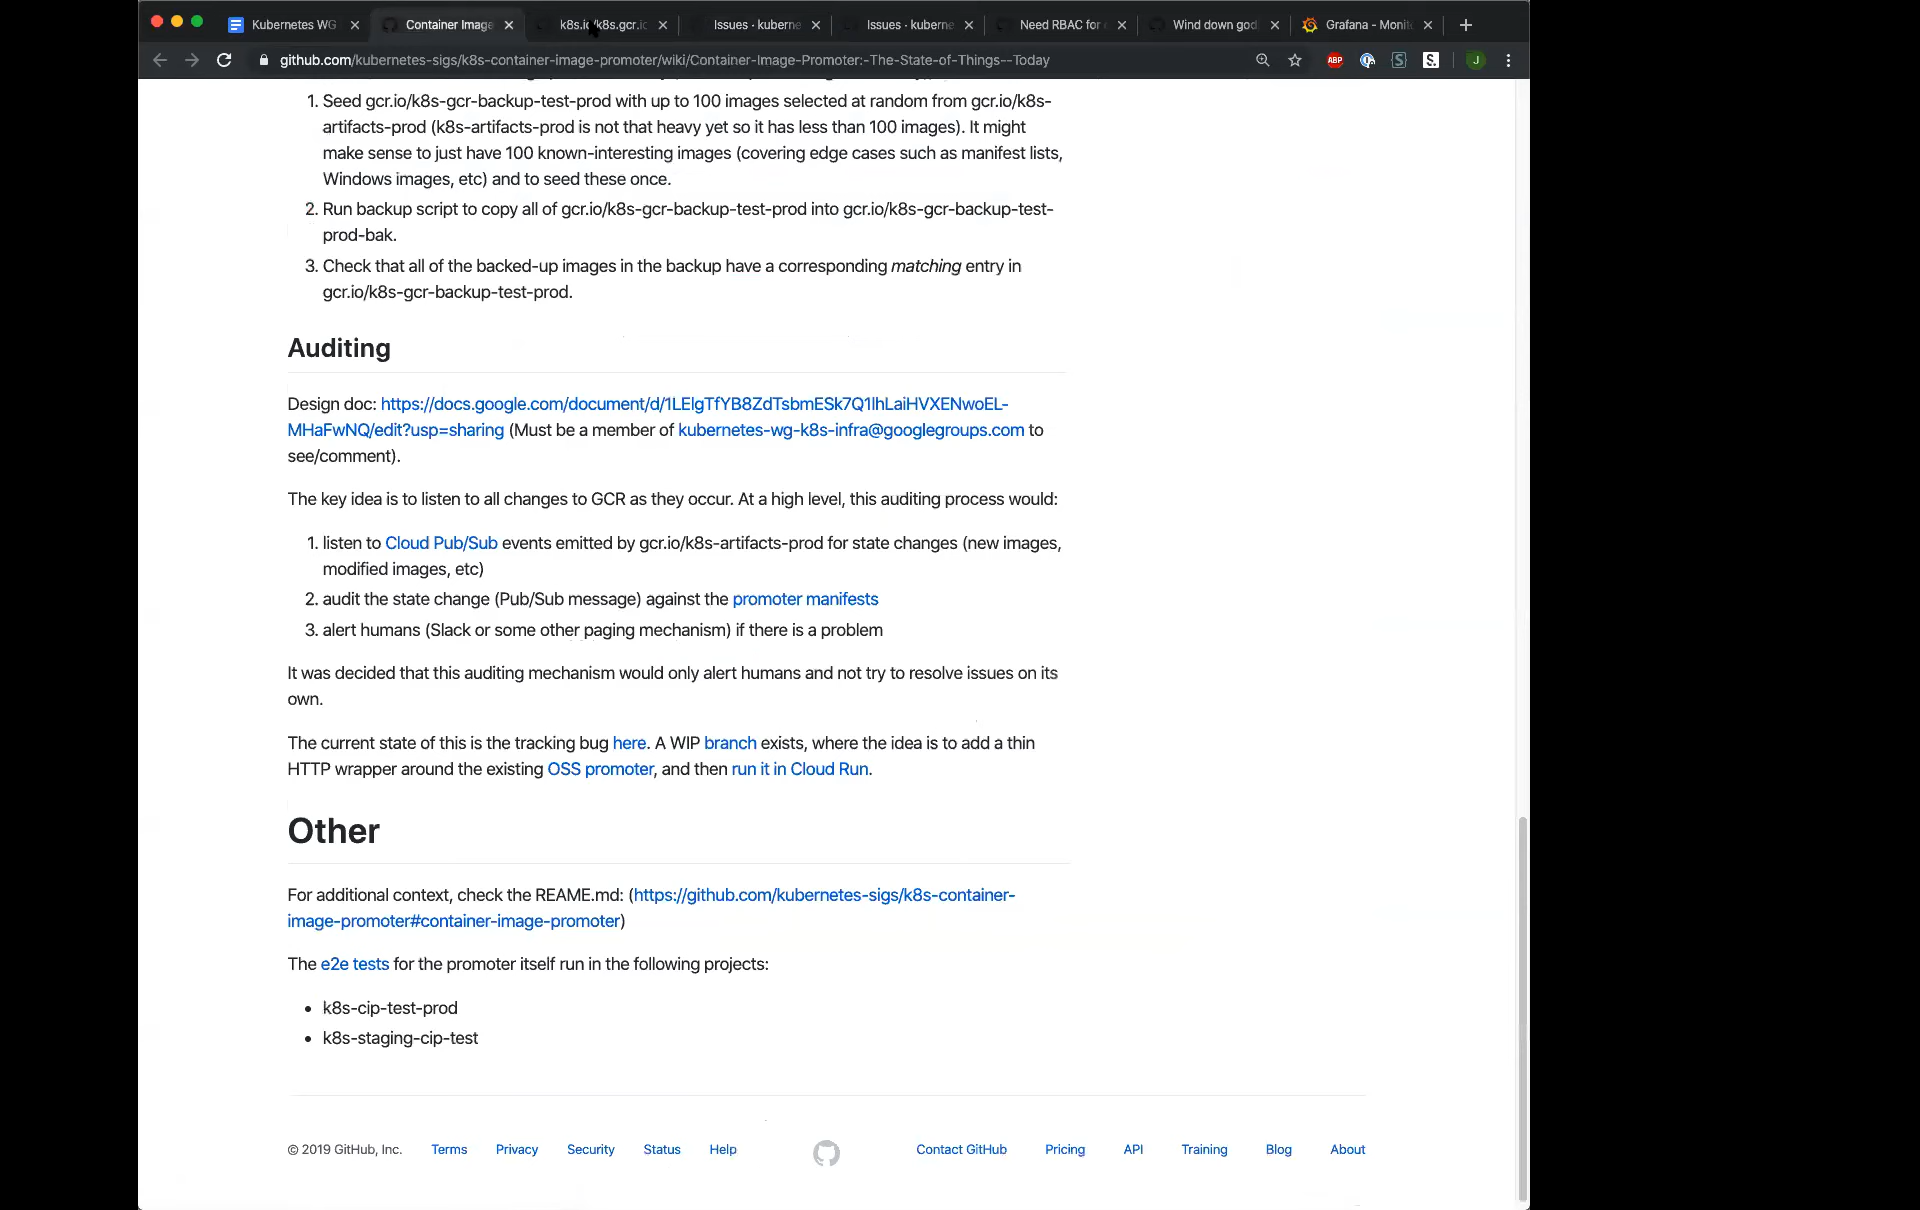 Kubernetes WG
Container Image
k8s.io/k8s.gcr.io
Issues · kuberne
Issues · kuberne
Need RBAC for
Wind down god
Grafana - Monit
github.com/kubernetes-sigs/k8s-container-image-promoter/wiki/Container-Image-Promoter:-The-State-of-Things--Today
ABP
S
S.
J
1. Seed gcr.io/k8s-gcr-backup-test-prod with up to 100 images selected at random from gcr.io/k8s-
artifacts-prod (k8s-artifacts-prod is not that heavy yet so it has less than 100 images). It might
make sense to just have 100 known-interesting images (covering edge cases such as manifest lists,
Windows images, etc) and to seed these once.
2. Run backup script to copy all of gcr.io/k8s-gcr-backup-test-prod into gcr.io/k8s-gcr-backup-test-
prod-bak.
3. Check that all of the backed-up images in the backup have a corresponding matching entry in
gcr.io/k8s-gcr-backup-test-prod.
Auditing
Design doc: https://docs.google.com/document/d/1LElgTfYB8ZdTsbmESk7Q1lhLaiHVXENwoEL-
MHaFwNQ/edit?usp=sharing (Must be a member of kubernetes-wg-k8s-infra@googlegroups.com to
see/comment).
The key idea is to listen to all changes to GCR as they occur. At a high level, this auditing process would:
1. listen to Cloud Pub/Sub events emitted by gcr.io/k8s-artifacts-prod for state changes (new images,
modified images, etc)
2. audit the state change (Pub/Sub message) against the promoter manifests
3. alert humans (Slack or some other paging mechanism) if there is a problem
It was decided that this auditing mechanism would only alert humans and not try to resolve issues on its
own.
The current state of this is the tracking bug here. A WIP branch exists, where the idea is to add a thin
HTTP wrapper around the existing OSS promoter, and then run it in Cloud Run.
Other
For additional context, check the REAME.md: (https://github.com/kubernetes-sigs/k8s-container-
image-promoter#container-image-promoter)
The e2e tests for the promoter itself run in the following projects:
• k8s-cip-test-prod
• k8s-staging-cip-test
© 2019 GitHub, Inc. Terms Privacy Security Status Help Contact GitHub Pricing API Training Blog About